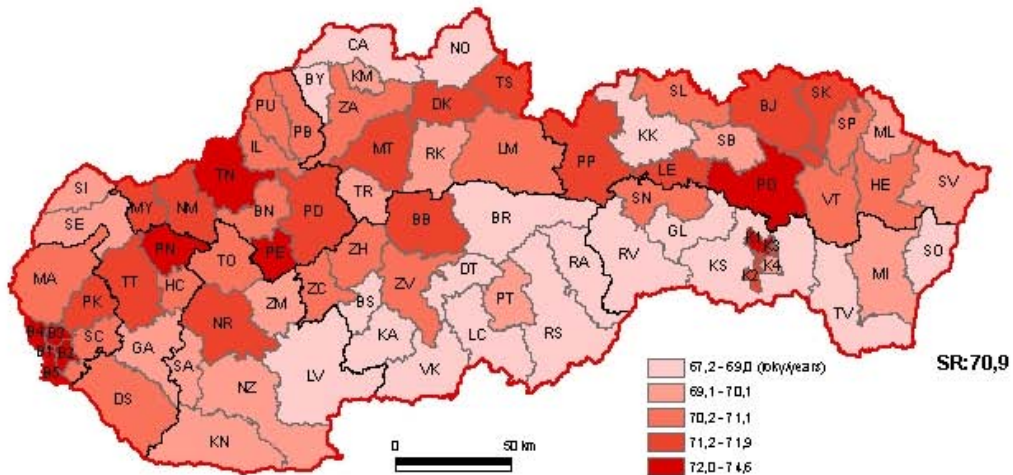 CA NO
BY KM TS
PU ZA DK SL BJ SK
PB KK SP ML
IL MT RK LM SB
TN PP LE PO HE SV
SI TR VT
MY NM BN PD BB SN
SE BR GL SO
PN PE ZH RV KS K3
MA TO DT RA K2 K4 MI
TT HC ZC ZV
PK ZM BS PT TV
NR KA LC RS
B4 B3 SC
B1 B2 GA SA LV VK
B5 NZ
DS KN
67,2 - 69,0 (roky/years)
69,1 - 70,1
70,2 - 71,1
71,2 - 71,9
72,0 - 74,6
SR:70,9
0 50 km